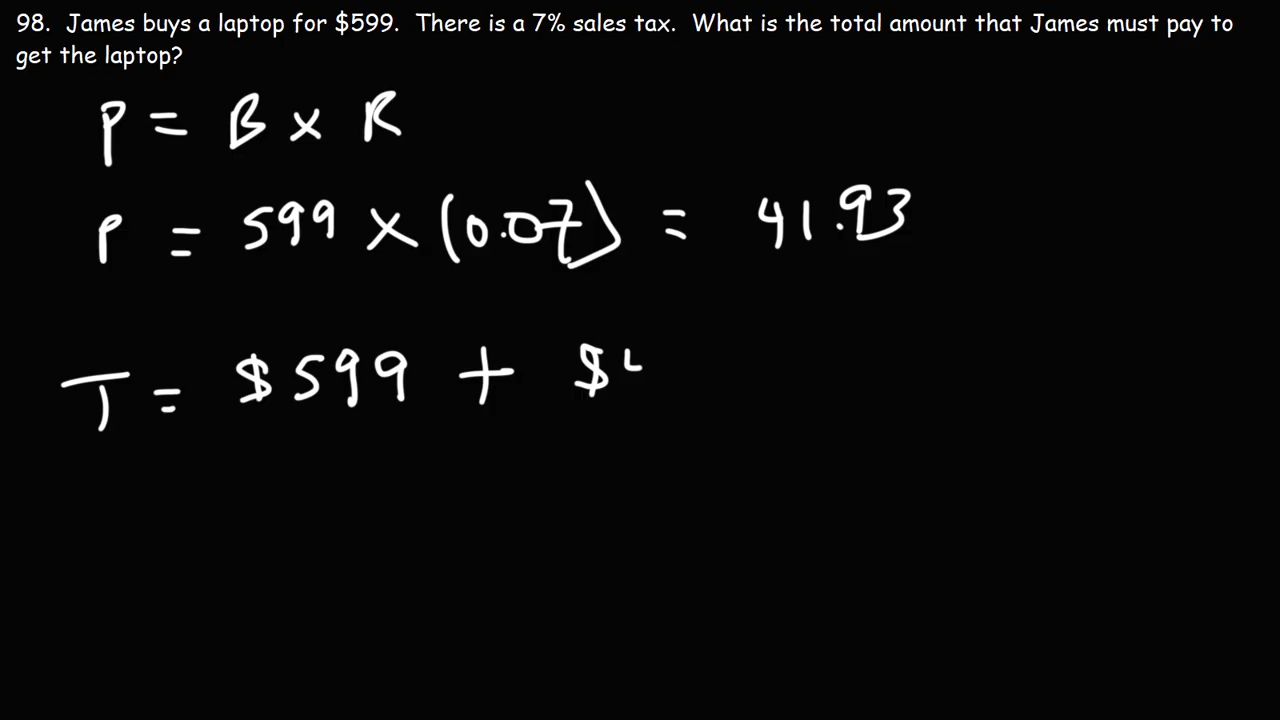 98. James buys a laptop for $599. There is a 7% sales tax. What is the total amount that James must pay to
get the laptop?
P = B x R
P = 599 x (0.07) = 41.93
T = $599 + $4